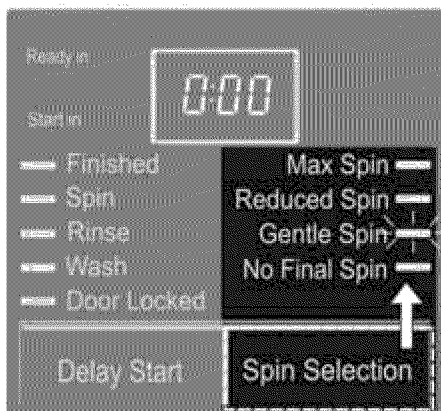 Ready in
0:00
Start in
Finished
Spin
Rinse
Wash
Door Locked
Max Spin
Reduced Spin
Gentle Spin
No Final Spin
Delay Start
Spin Selection